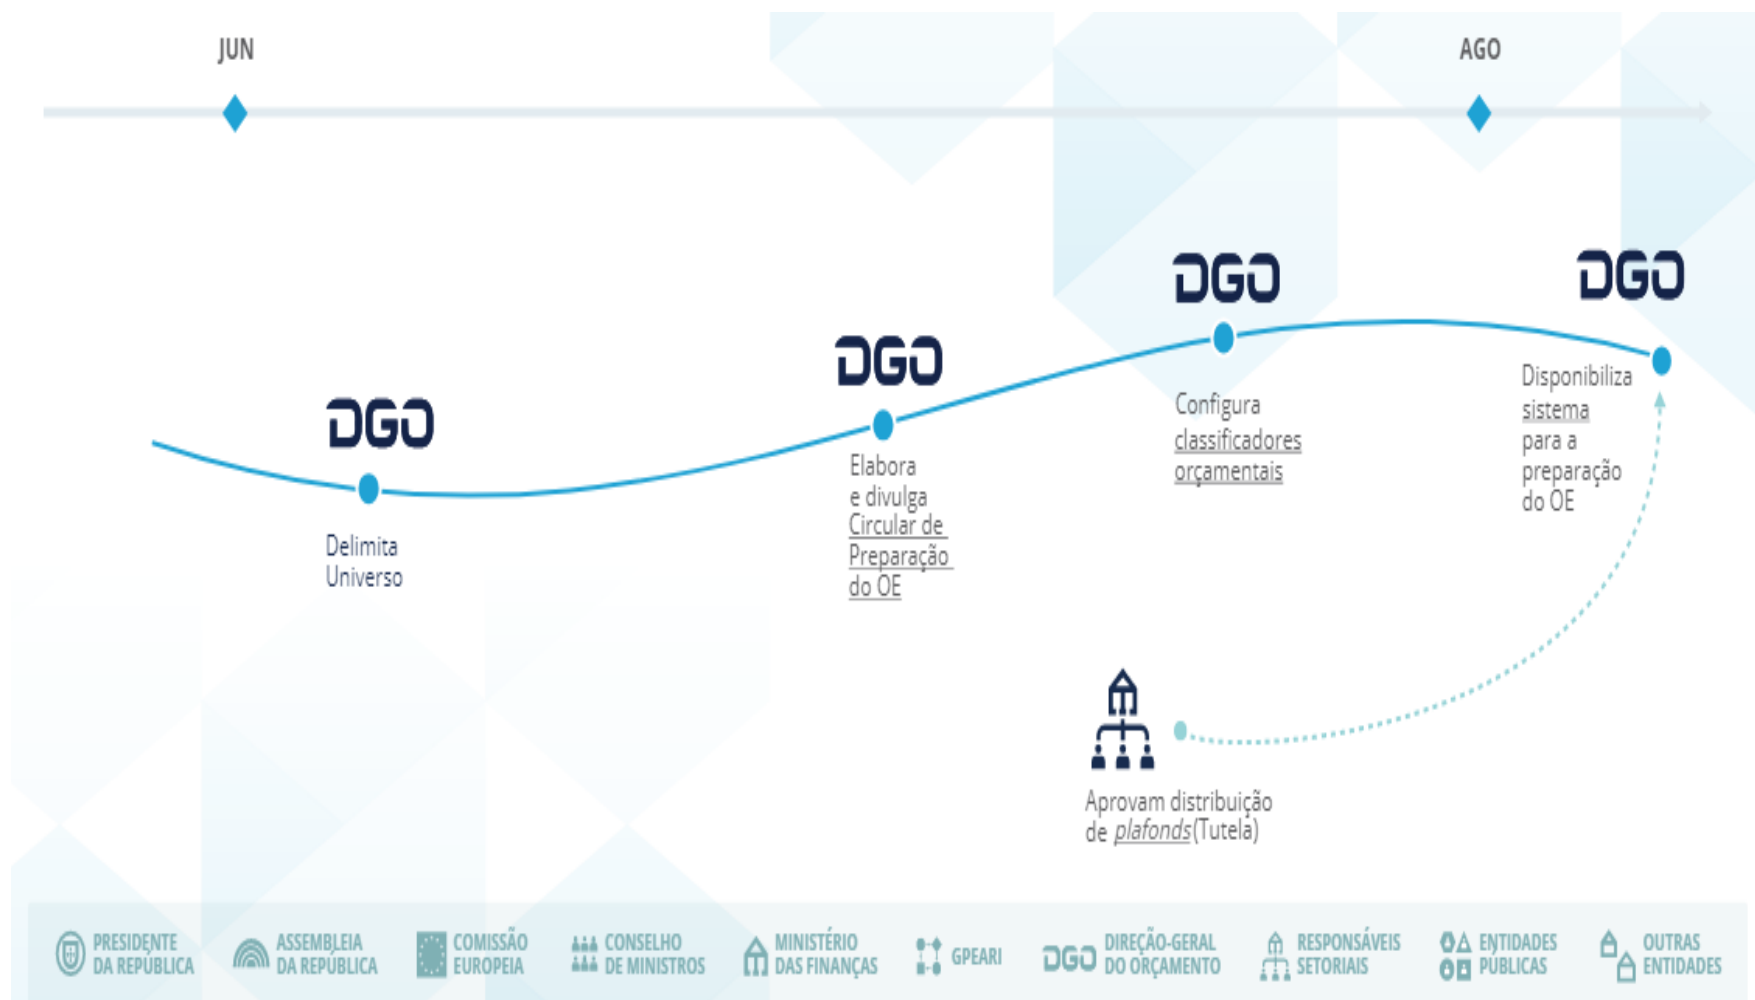 JUN
AGO
DGO
Delimita
Universo
DGO
Elabora
e divulga
Circular de
Preparação
do OE
DGO
Configura
classificadores
orçamentais
DGO
Disponibiliza
sistema
para a
preparação
do OE
Aprovam distribuição
de plafonds(Tutela)
PRESIDENTE
DA REPÚBLICA
ASSEMBLEIA
DA REPÚBLICA
COMISSÃO
EUROPEIA
CONSELHO
DE MINISTROS
MINISTÉRIO
DAS FINANÇAS
GPEARI
DGO
DIREÇÃO-GERAL
DO ORÇAMENTO
RESPONSÁVEIS
SETORIAIS
ENTIDADES
PÚBLICAS
OUTRAS
ENTIDADES